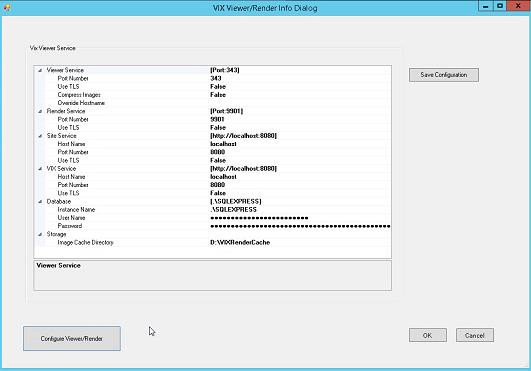 VIX Viewer/Render Info Dialog
Vix Viewer Service
Viewer Service [Port:343]
Port Number 343
Use TLS False
Compress Images False
Override Hostname
Render Service [Port:9901]
Port Number 9901
Use TLS False
Site Service [http://localhost:8080]
Host Name localhost
Port Number 8080
Use TLS False
VIX Service [http://localhost:8080]
Host Name localhost
Port Number 8080
Use TLS False
Database [.\SQLEXPRESS]
Instance Name .\SQLEXPRESS
User Name
Password
Storage
Image Cache Directory D:\VIXRenderCache
Viewer Service
Save Configuration
Configure Viewer/Render
OK
Cancel